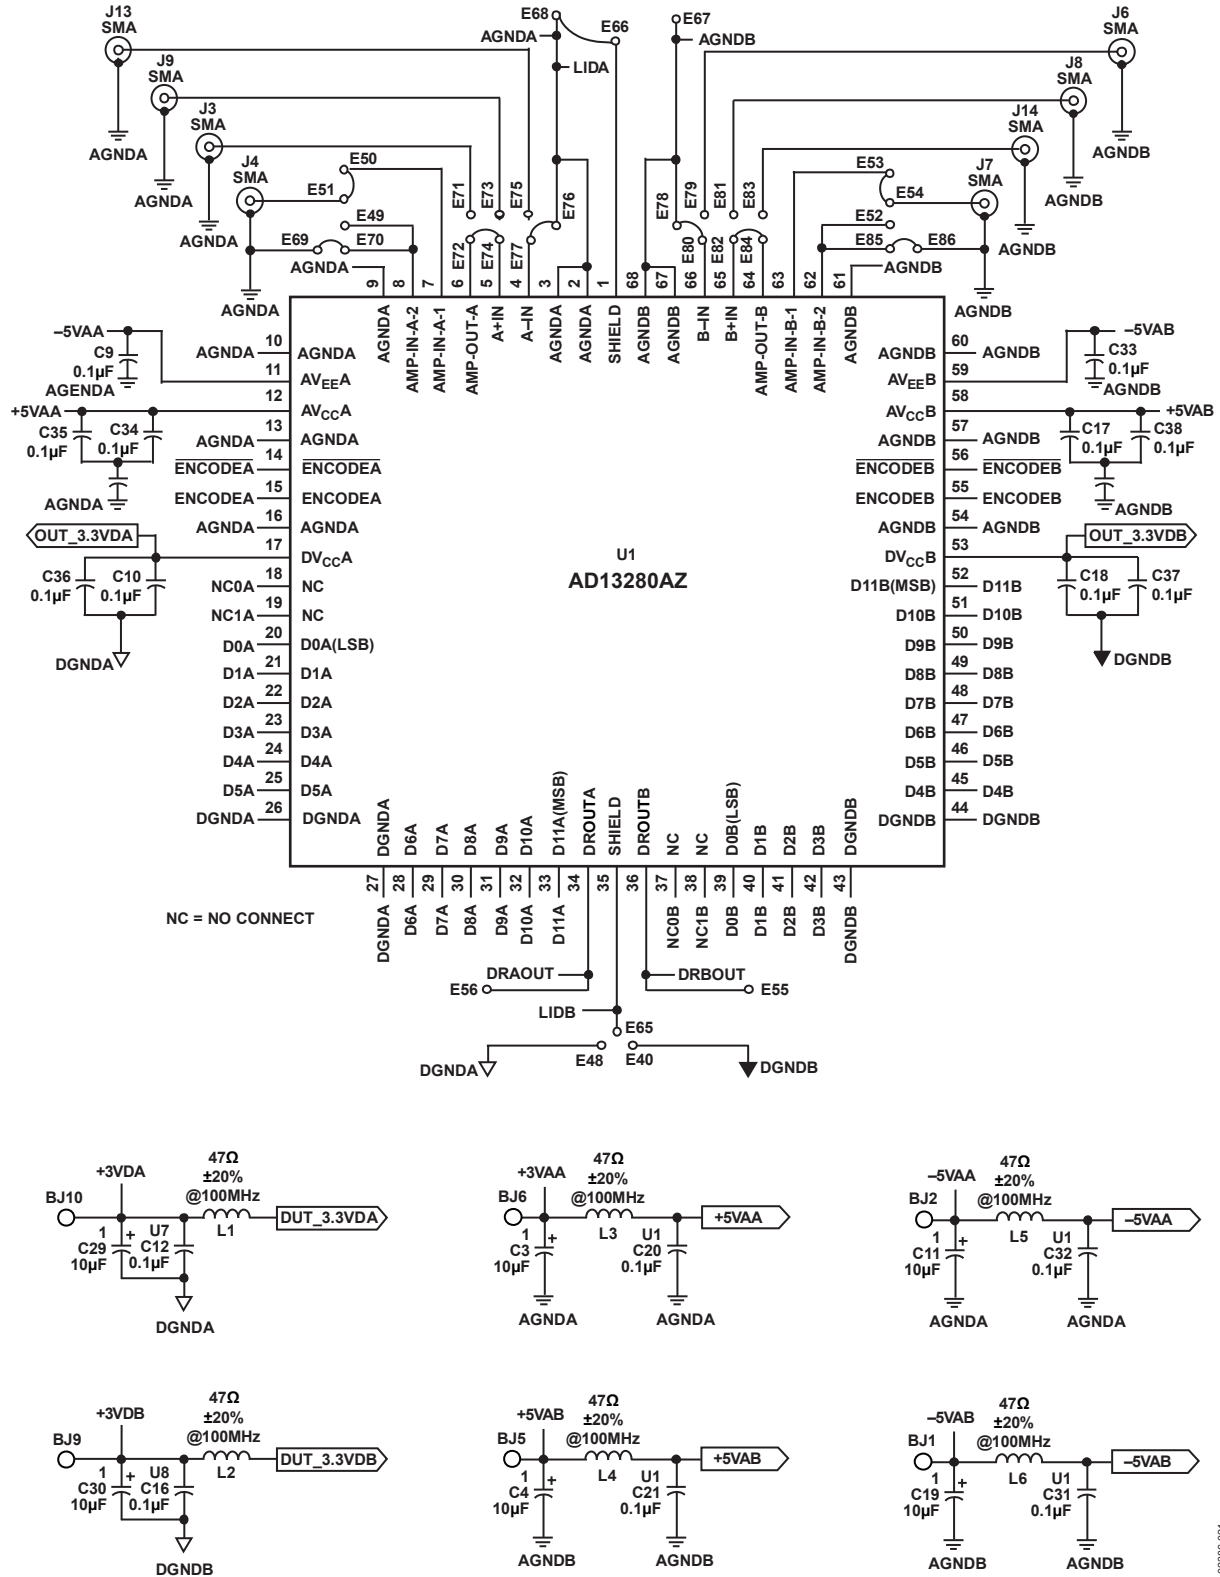 J13
SMA
E68
E66
E67
J6
SMA
AGNDA
AGNDB
LIDA
J9
SMA
J8
SMA
J3
SMA
J14
SMA
AGNDA
AGNDB
J4
SMA
E50
E51
E53
E54
J7
SMA
AGNDA
AGNDB
E71
E73
E75
E76
E78
E79
E81
E83
E49
E52
AGNDA
AGNDB
E69
E70
E72
E74
E77
E80
E82
E84
E85
E86
AGNDA
AGNDB
AGNDA
AGNDB
9
8
7
6
5
4
3
2
1
68
67
66
65
64
63
62
61
AGNDA
AMP-IN-A-2
AMP-IN-A-1
AMP-OUT-A
A+IN
A–IN
AGNDA
AGNDA
SHIELD
AGNDB
AGNDB
B–IN
B+IN
AMP-OUT-B
AMP-IN-B-1
AMP-IN-B-2
AGNDB
–5VAA
C9
0.1µF
AGENDA
AGNDA 10 AGNDA
11 AVEEA
12 AVCCA
+5VAA
C35
0.1µF
C34
0.1µF
AGNDA
AGNDA 13 AGNDA
ENCODEA 14 ENCODEA
ENCODEA 15 ENCODEA
AGNDA 16 AGNDA
OUT_3.3VDA
17 DVCCA
C36
0.1µF
C10
0.1µF
DGNDA
NC0A 18 NC
NC1A 19 NC
D0A 20 D0A(LSB)
D1A 21 D1A
D2A 22 D2A
D3A 23 D3A
D4A 24 D4A
D5A 25 D5A
DGNDA 26 DGNDA
U1
AD13280AZ
AGNDB 60 AGNDB
–5VAB
C33
0.1µF
AGNDB
AVEEB 59
AVCCB 58
+5VAB
C17
0.1µF
C38
0.1µF
AGNDB
AGNDB 57 AGNDB
ENCODEB 56 ENCODEB
ENCODEB 55 ENCODEB
AGNDB 54 AGNDB
OUT_3.3VDB
DVCCB 53
C18
0.1µF
C37
0.1µF
DGNDB
D11B(MSB) 52 D11B
D10B 51 D10B
D9B 50 D9B
D8B 49 D8B
D7B 48 D7B
D6B 47 D6B
D5B 46 D5B
D4B 45 D4B
DGNDB 44 DGNDB
DGNDA
D6A
D7A
D8A
D9A
D10A
D11A(MSB)
DROUTA
SHIELD
DROUTB
NC
NC
D0B(LSB)
D1B
D2B
D3B
DGNDB
27
28
29
30
31
32
33
34
35
36
37
38
39
40
41
42
43
DGNDA
D6A
D7A
D8A
D9A
D10A
D11A
NC0B
NC1B
D0B
D1B
D2B
D3B
DGNDB
NC = NO CONNECT
DRAOUT
DRBOUT
E56
E55
LIDB
E65
E48
E40
DGNDA
DGNDB
+3VDA
47Ω
±20%
@100MHz
BJ10
L1
DUT_3.3VDA
1
C29
10µF
U7
C12
0.1µF
DGNDA
+3VAA
47Ω
±20%
@100MHz
BJ6
L3
+5VAA
1
C3
10µF
U1
C20
0.1µF
AGNDA
AGNDA
–5VAA
47Ω
±20%
@100MHz
BJ2
L5
–5VAA
1
C11
10µF
U1
C32
0.1µF
AGNDA
AGNDA
+3VDB
47Ω
±20%
@100MHz
BJ9
L2
DUT_3.3VDB
1
C30
10µF
U8
C16
0.1µF
DGNDB
+5VAB
47Ω
±20%
@100MHz
BJ5
L4
+5VAB
1
C4
10µF
U1
C21
0.1µF
AGNDB
AGNDB
–5VAB
47Ω
±20%
@100MHz
BJ1
L6
–5VAB
1
C19
10µF
U1
C31
0.1µF
AGNDB
AGNDB